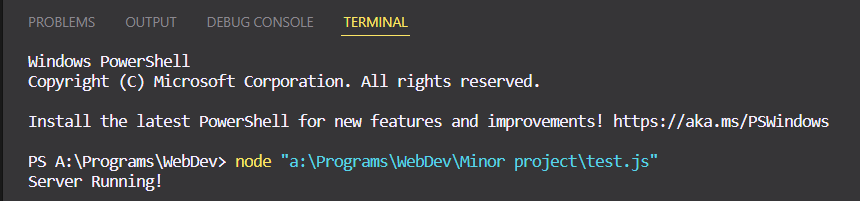 PROBLEMS OUTPUT DEBUG CONSOLE TERMINAL
Windows PowerShell
Copyright (C) Microsoft Corporation. All rights reserved.
Install the latest PowerShell for new features and improvements! https://aka.ms/PSWindows
PS A:\Programs\WebDev> node "a:\Programs\WebDev\Minor project\test.js"
Server Running!